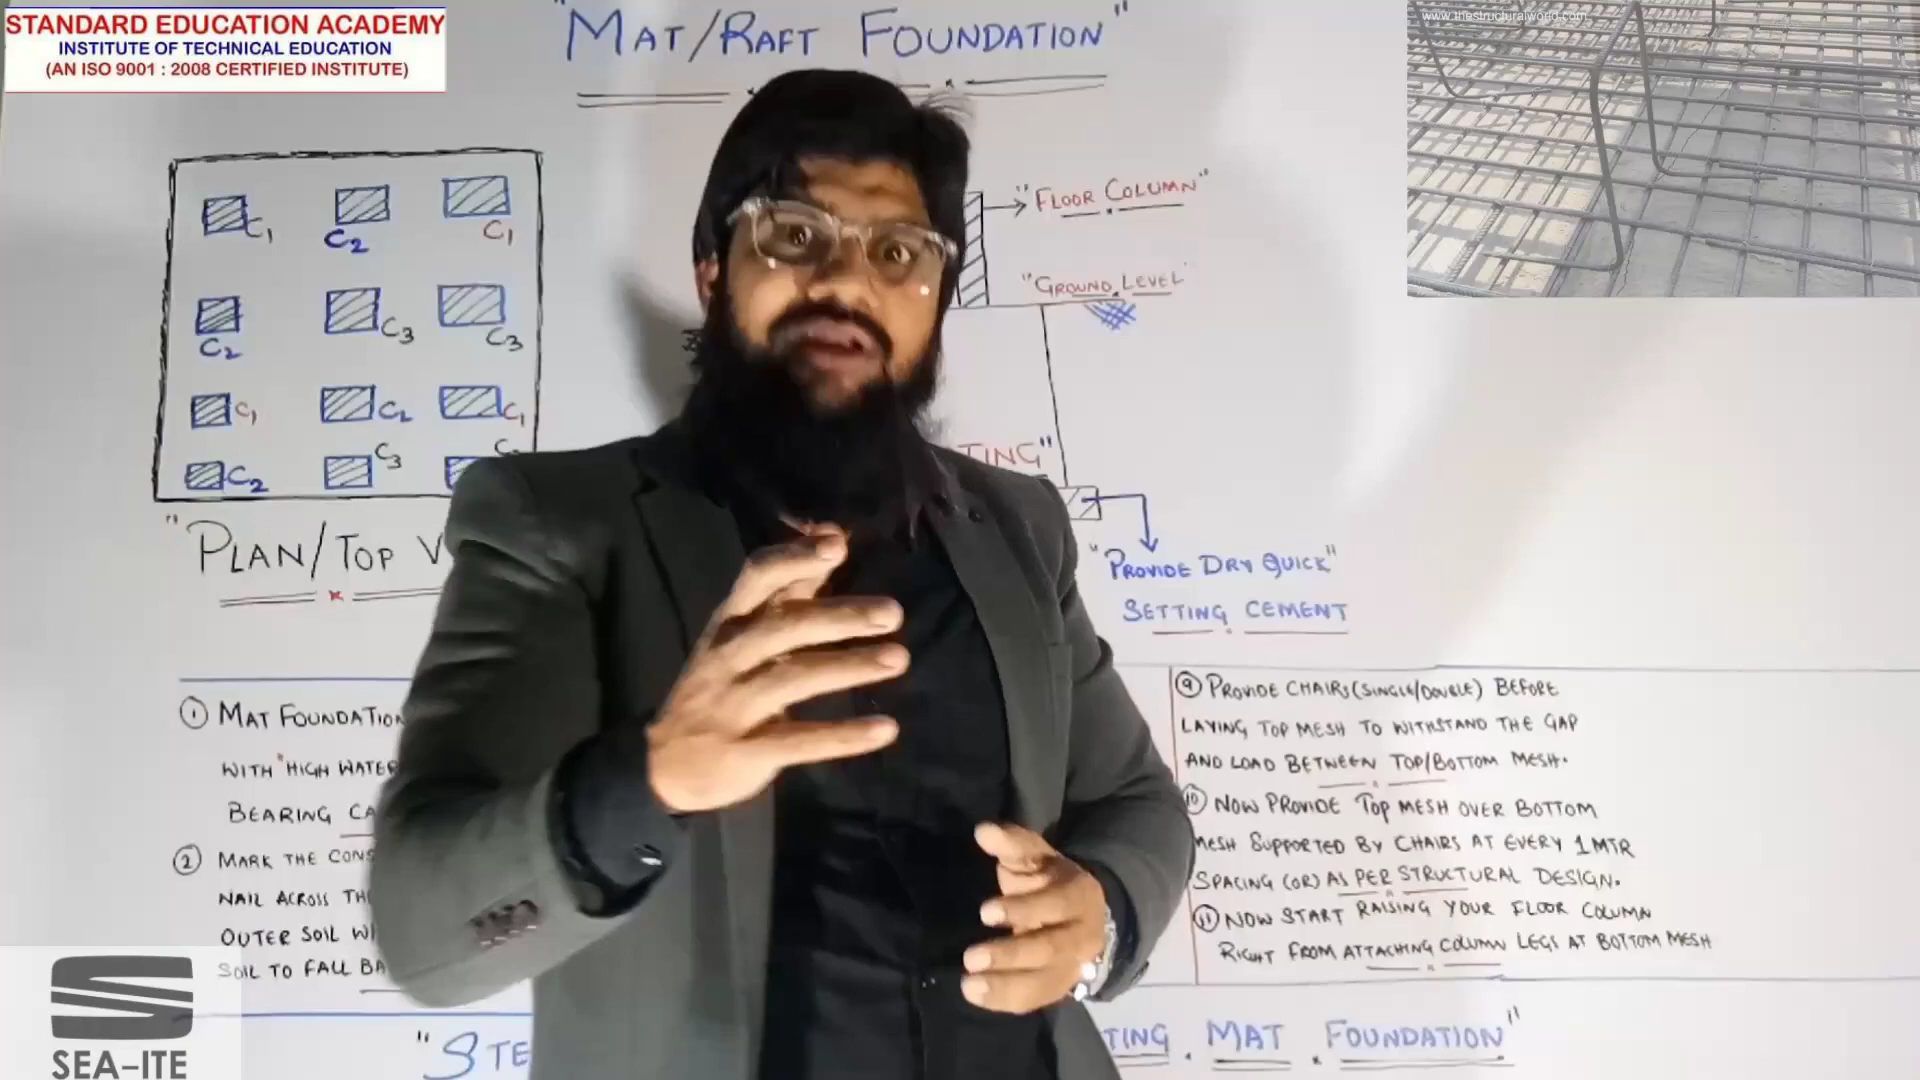 STANDARD EDUCATION ACADEMY
INSTITUTE OF TECHNICAL EDUCATION
(AN ISO 9001 : 2008 CERTIFIED INSTITUTE)
"MAT/RAFT FOUNDATION"
www.thestructuralworld.com
C1 C2 C1
C2 C3 C3
C1 C2 C1
C2 C3
"FLOOR COLUMN"
"GROUND LEVEL"
TING"
"PLAN/TOP V
"PROVIDE DRY QUICK"
SETTING CEMENT
① MAT FOUNDATION
WITH "HIGH WATER
BEARING CA
② MARK THE CONS
NAIL ACROSS TH
OUTER SOIL WI
SOIL TO FALL BA
⑨ PROVIDE CHAIRS (SINGLE/DOUBLE) BEFORE
LAYING TOP MESH TO WITHSTAND THE GAP
AND LOAD BETWEEN TOP/BOTTOM MESH.
⑩ NOW PROVIDE TOP MESH OVER BOTTOM
MESH SUPPORTED BY CHAIRS AT EVERY 1MTR
SPACING (OR) AS PER STRUCTURAL DESIGN.
⑪ NOW START RAISING YOUR FLOOR COLUMN
RIGHT FROM ATTACHING COLUMN LEGS AT BOTTOM MESH
"STE
TING MAT FOUNDATION"
SEA-ITE